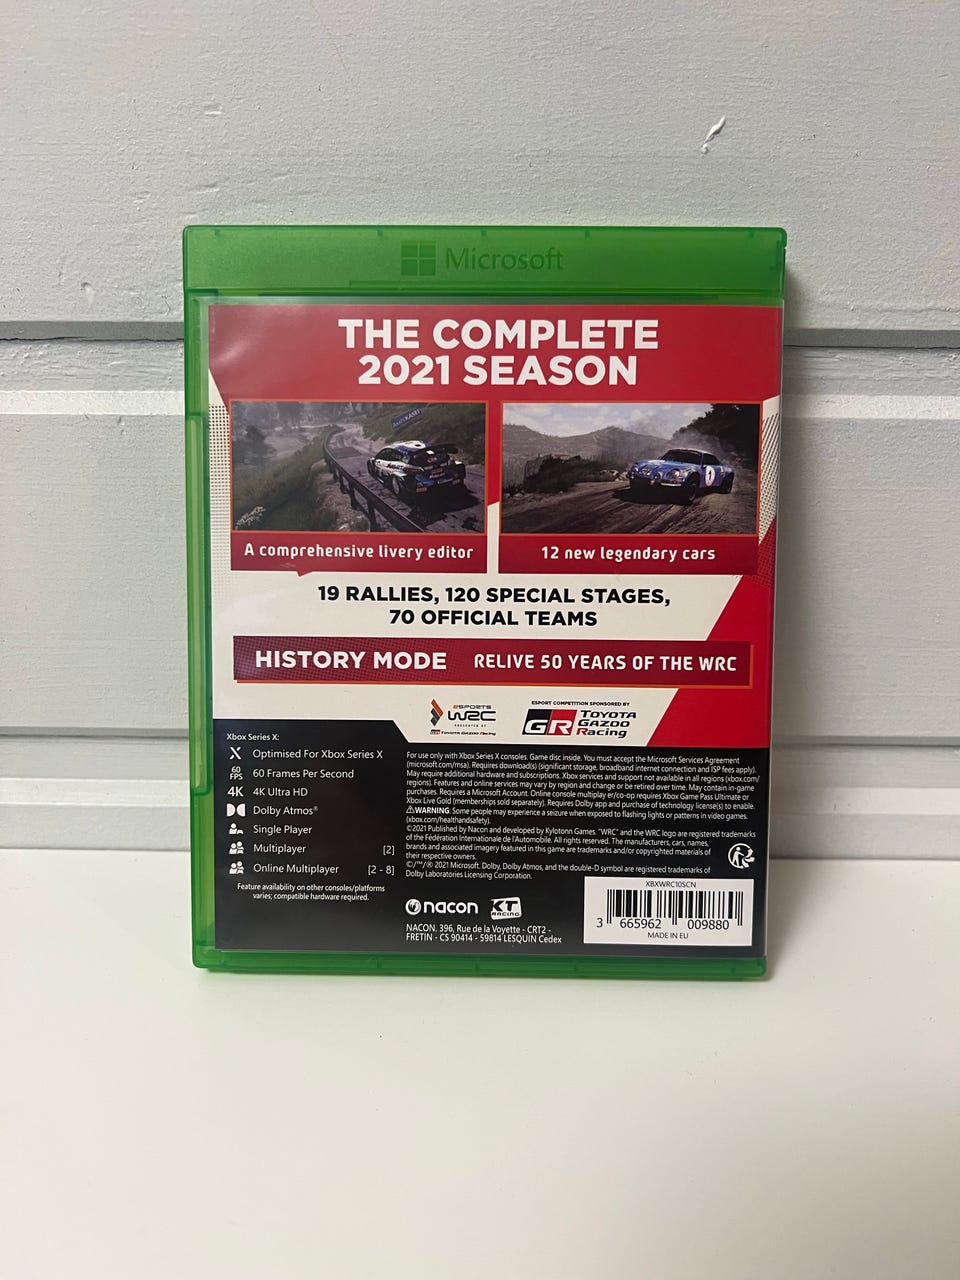 Microsoft
THE COMPLETE
2021 SEASON
A comprehensive livery editor
12 new legendary cars
19 RALLIES, 120 SPECIAL STAGES,
70 OFFICIAL TEAMS
HISTORY MODE RELIVE 50 YEARS OF THE WRC
ESPORTS
WRC
PRESENTED BY
TOYOTA GAZOO Racing
ESPORT COMPETITION SPONSORED BY
GR TOYOTA
GAZOO
Racing
Xbox Series X:
X Optimised For Xbox Series X
60 FPS 60 Frames Per Second
4K 4K Ultra HD
Dolby Atmos®
Single Player
Multiplayer [2]
Online Multiplayer [2 - 8]
Feature availability on other consoles/platforms
varies; compatible hardware required.
For use only with Xbox Series X consoles. Game disc inside. You must accept the Microsoft Services Agreement
(microsoft.com/msa). Requires download(s) (significant storage, broadband internet connection and ISP fees apply).
May require additional hardware and subscriptions. Xbox services and support not available in all regions (xbox.com/
regions). Features and online services may vary by region and change or be retired over time. May contain in-game
purchases. Requires a Microsoft Account. Online console multiplayer/co-op requires Xbox Game Pass Ultimate or
Xbox Live Gold (memberships sold separately). Requires Dolby app and purchase of technology license(s) to enable.
⚠WARNING: Some people may experience a seizure when exposed to flashing lights or patterns in video games.
(xbox.com/healthandsafety).
©2021 Published by Nacon and developed by Kylotonn Games. "WRC" and the WRC logo are registered trademarks
of the Fédération Internationale de l'Automobile. All rights reserved. The manufacturers, cars, names,
brands and associated imagery featured in this game are trademarks and/or copyrighted materials of
their respective owners.
©/™/® 2021 Microsoft. Dolby, Dolby Atmos, and the double-D symbol are registered trademarks of
Dolby Laboratories Licensing Corporation.
nacon
KT
RACING
NACON. 396, Rue de la Voyette - CRT2 -
FRETIN - CS 90414 - 59814 LESQUIN Cedex
XBXWRC10SCN
3 665962 009880
MADE IN EU